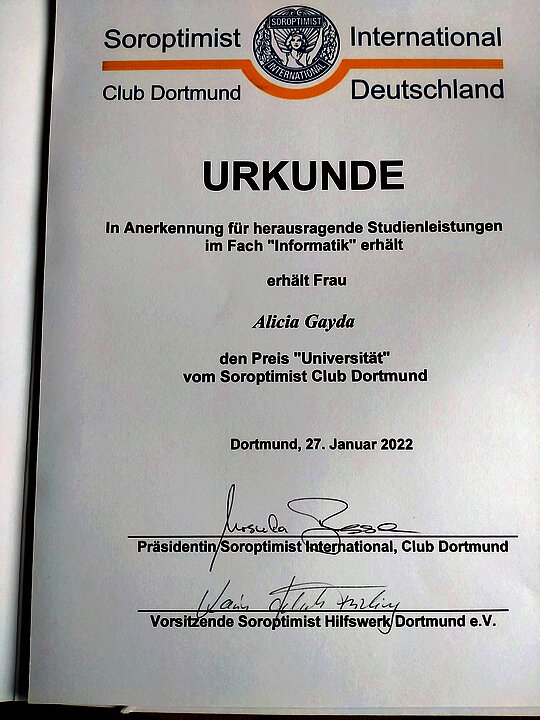 Soroptimist International
Club Dortmund Deutschland
SOROPTIMIST
INTERNATIONAL
URKUNDE
In Anerkennung für herausragende Studienleistungen
im Fach "Informatik" erhält
erhält Frau
Alicia Gayda
den Preis "Universität"
vom Soroptimist Club Dortmund
Dortmund, 27. Januar 2022
Präsidentin Soroptimist International, Club Dortmund
Vorsitzende Soroptimist Hilfswerk Dortmund e.V.